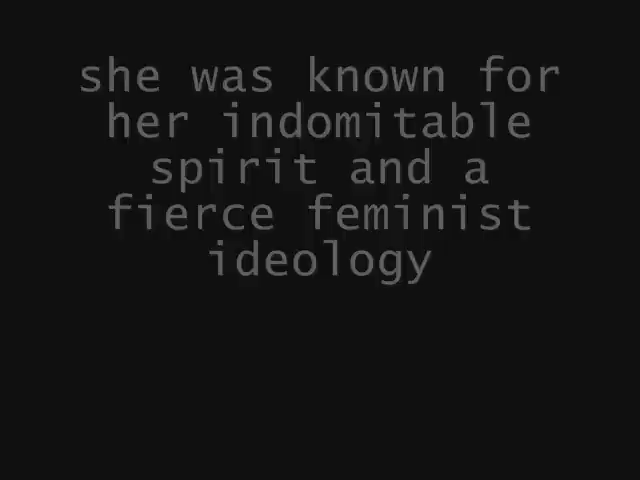 she was known for
her indomitable
spirit and a
fierce feminist
ideology